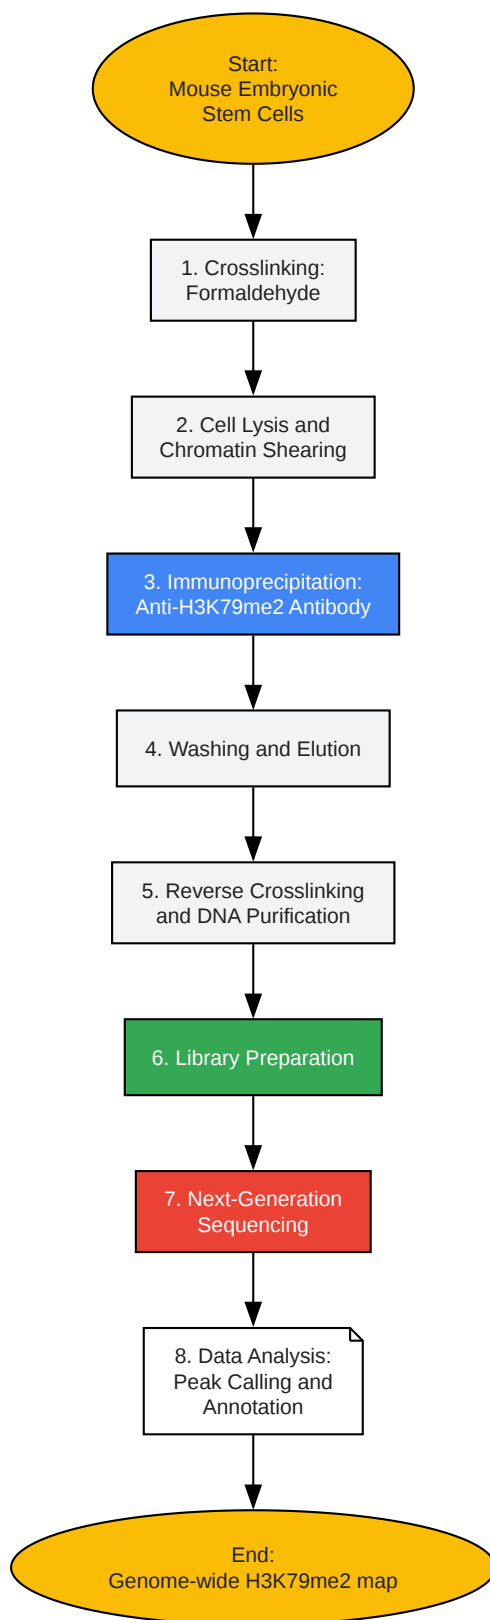 Start:
Mouse Embryonic
Stem Cells
1. Crosslinking:
Formaldehyde
2. Cell Lysis and
Chromatin Shearing
3. Immunoprecipitation:
Anti-H3K79me2 Antibody
4. Washing and Elution
5. Reverse Crosslinking
and DNA Purification
6. Library Preparation
7. Next-Generation
Sequencing
8. Data Analysis:
Peak Calling and
Annotation
End:
Genome-wide H3K79me2 map